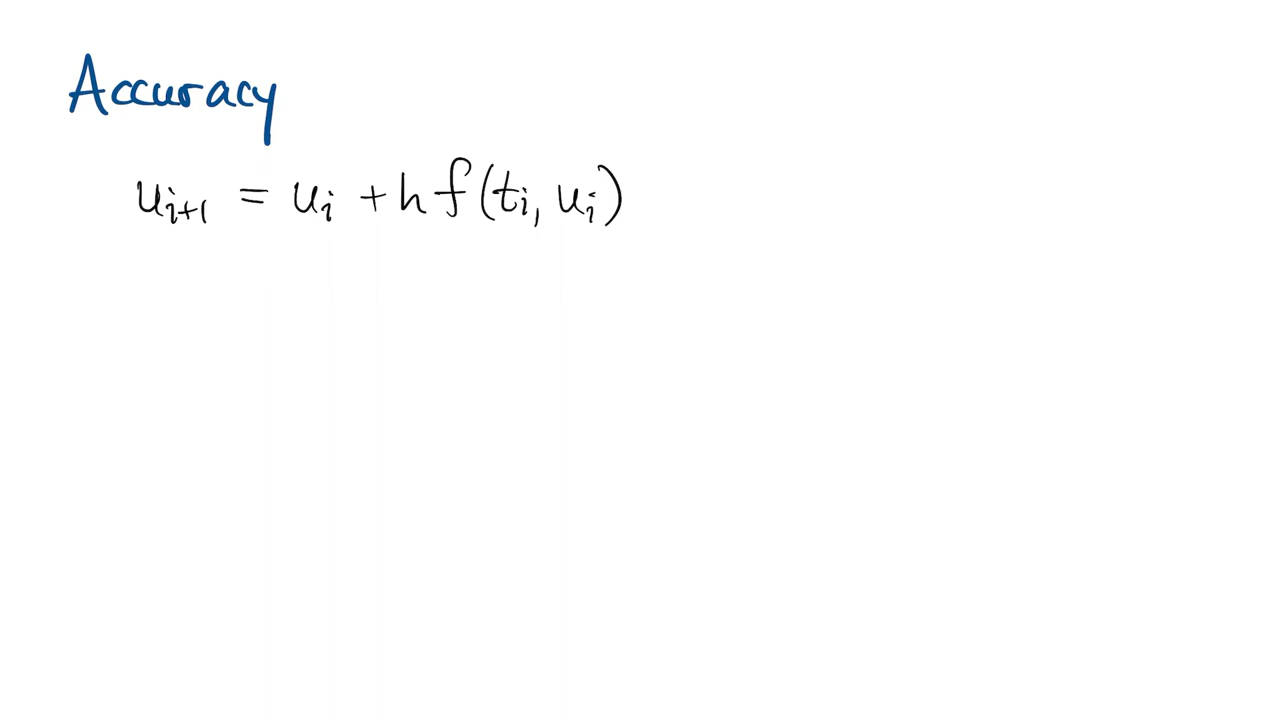 Accuracy
u_{i+1} = u_i + h f(t_i, u_i)